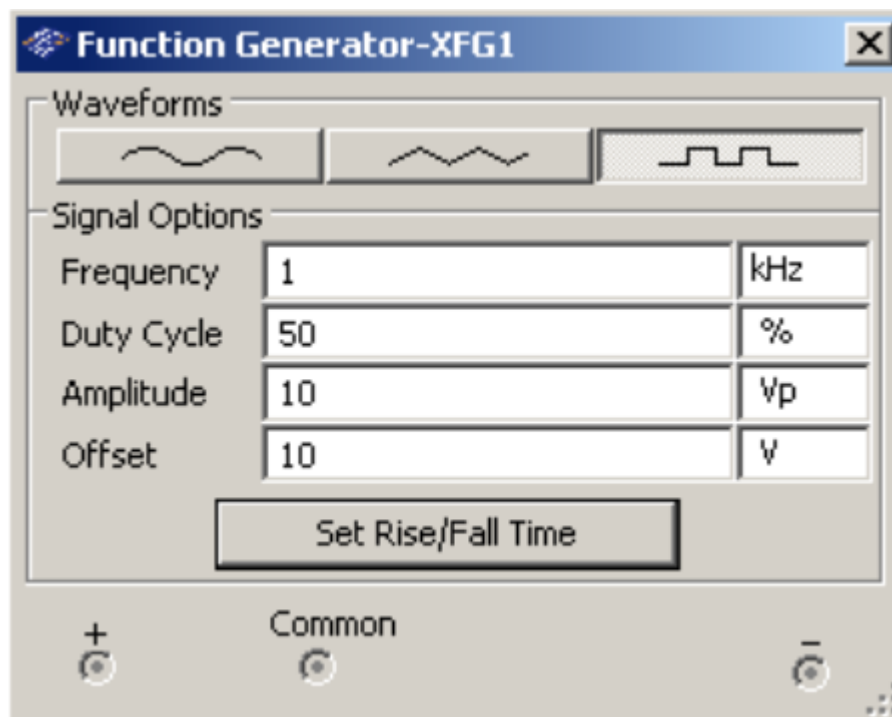 Function Generator-XFG1
Waveforms
Signal Options
Frequency 1 kHz
Duty Cycle 50 %
Amplitude 10 Vp
Offset 10 V
Set Rise/Fall Time
+ Common −